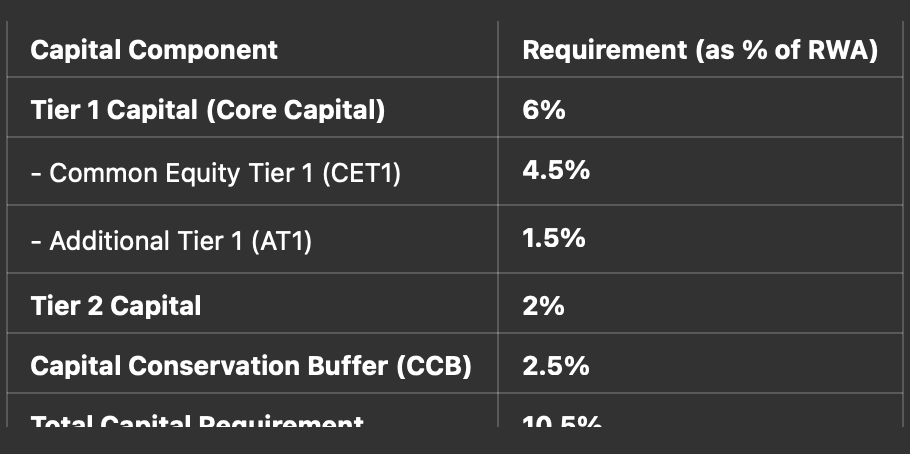 Capital Component Requirement (as % of RWA)
Tier 1 Capital (Core Capital) 6%
- Common Equity Tier 1 (CET1) 4.5%
- Additional Tier 1 (AT1) 1.5%
Tier 2 Capital 2%
Capital Conservation Buffer (CCB) 2.5%
Total Capital Requirement 10.5%